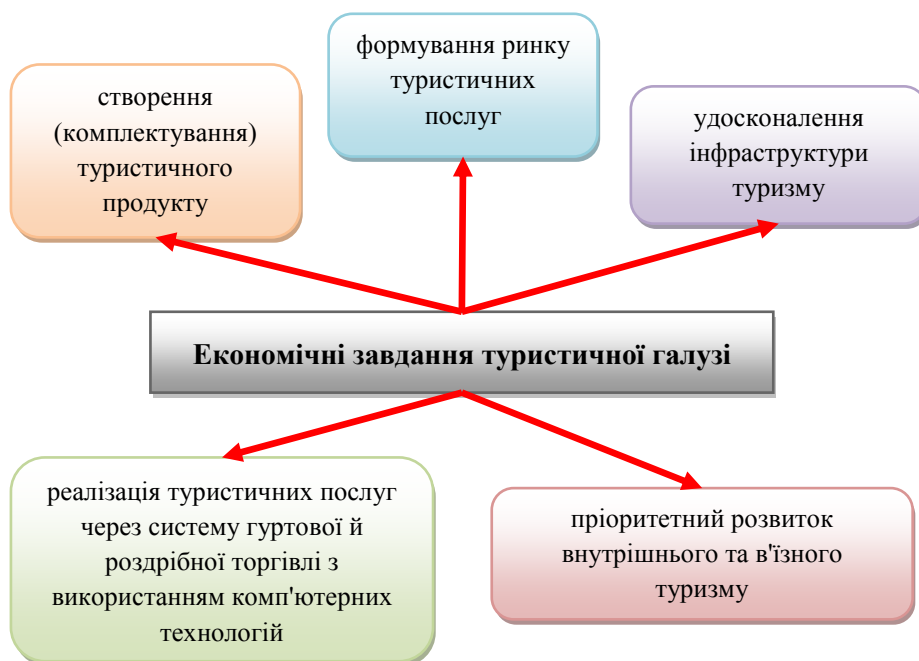 створення
(комплектування)
туристичного
продукту
формування ринку
туристичних
послуг
удосконалення
інфраструктури
туризму
Економічні завдання туристичної галузі
реалізація туристичних послуг
через систему гуртової й
роздрібної торгівлі з
використанням комп'ютерних
технологій
пріоритетний розвиток
внутрішнього та в'їзного
туризму